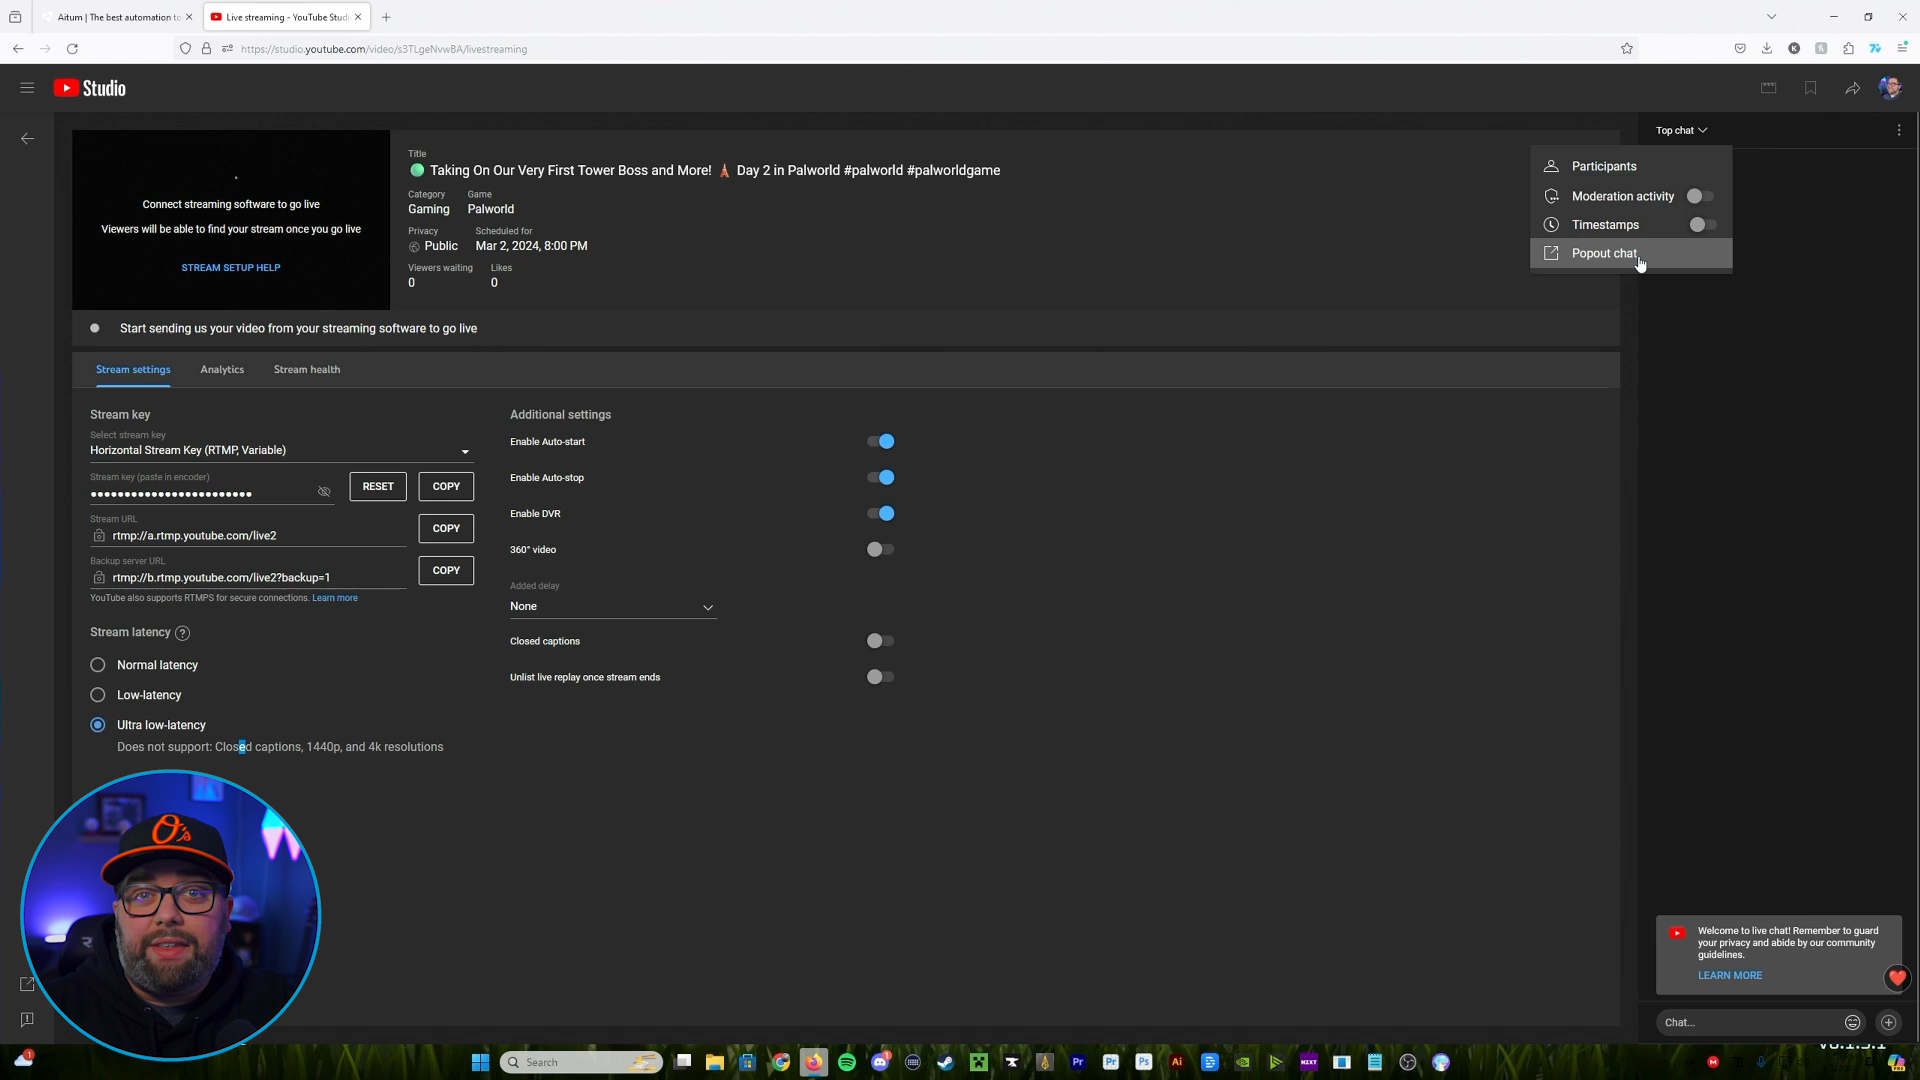 Aitum | The best automation to
Live streaming - YouTube Studi
https://studio.youtube.com/video/s3TLgeNvwBA/livestreaming
Studio
Top chat
Participants
Moderation activity
Timestamps
Popout chat
Connect streaming software to go live
Viewers will be able to find your stream once you go live
STREAM SETUP HELP
Title
Taking On Our Very First Tower Boss and More! 🗼 Day 2 in Palworld #palworld #palworldgame
Category Game
Gaming Palworld
Privacy Scheduled for
Public Mar 2, 2024, 8:00 PM
Viewers waiting Likes
0 0
Start sending us your video from your streaming software to go live
Stream settings Analytics Stream health
Stream key
Select stream key
Horizontal Stream Key (RTMP, Variable)
Stream key (paste in encoder)
••••••••••••••••••••••••
RESET COPY
Stream URL
rtmp://a.rtmp.youtube.com/live2
COPY
Backup server URL
rtmp://b.rtmp.youtube.com/live2?backup=1
COPY
YouTube also supports RTMPS for secure connections. Learn more
Stream latency
Normal latency
Low-latency
Ultra low-latency
Does not support: Closed captions, 1440p, and 4k resolutions
Additional settings
Enable Auto-start
Enable Auto-stop
Enable DVR
360° video
Added delay
None
Closed captions
Unlist live replay once stream ends
O's
Welcome to live chat! Remember to guard
your privacy and abide by our community
guidelines.
LEARN MORE
Chat...
Search